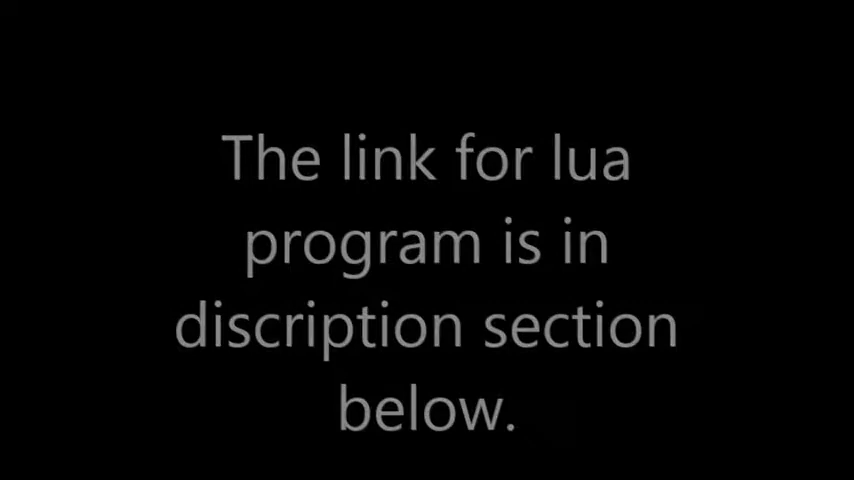 The link for lua
program is in
discription section
below.